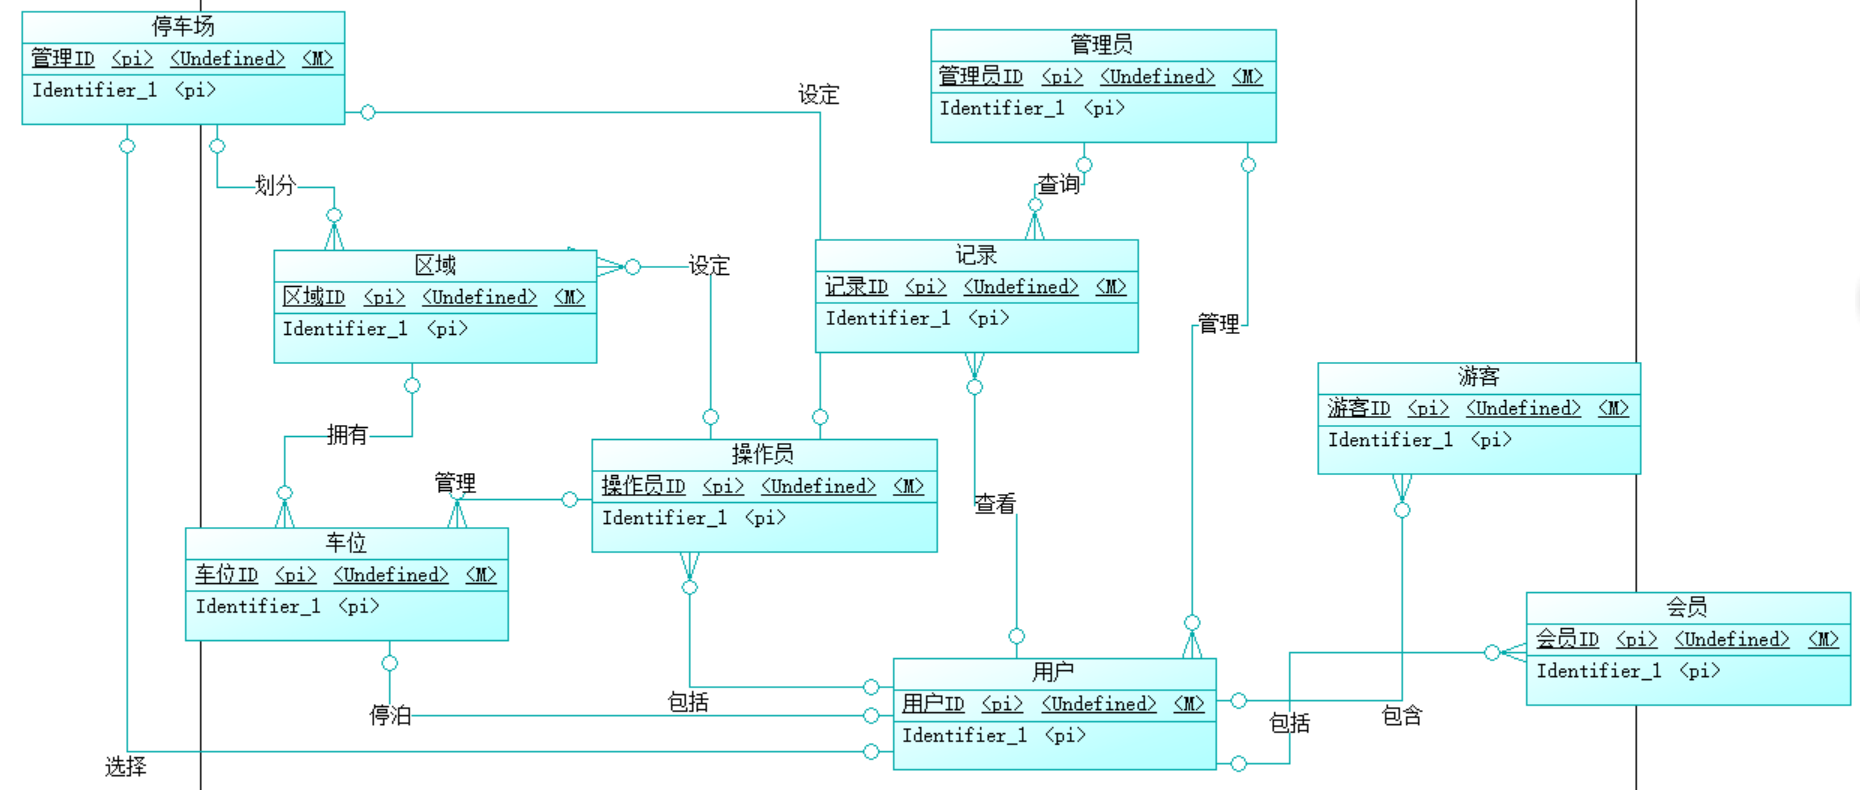 停车场
管理ID <pi> <Undefined> <M>
Identifier_1 <pi>
管理员
管理员ID <pi> <Undefined> <M>
Identifier_1 <pi>
设定
划分
查询
区域
区域ID <pi> <Undefined> <M>
Identifier_1 <pi>
设定
记录
记录ID <pi> <Undefined> <M>
Identifier_1 <pi>
管理
游客
游客ID <pi> <Undefined> <M>
Identifier_1 <pi>
拥有
操作员
操作员ID <pi> <Undefined> <M>
Identifier_1 <pi>
管理
查看
车位
车位ID <pi> <Undefined> <M>
Identifier_1 <pi>
会员
会员ID <pi> <Undefined> <M>
Identifier_1 <pi>
用户
用户ID <pi> <Undefined> <M>
Identifier_1 <pi>
包括
停泊
包括
包含
选择